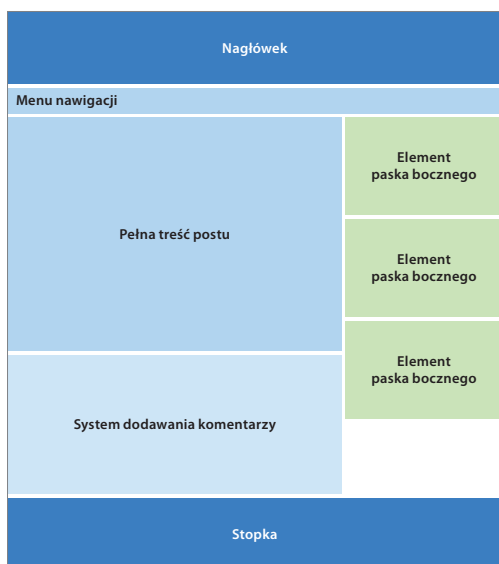 Nagłówek
Menu nawigacji
Pełna treść postu
Element
paska bocznego
Element
paska bocznego
Element
paska bocznego
System dodawania komentarzy
Stopka